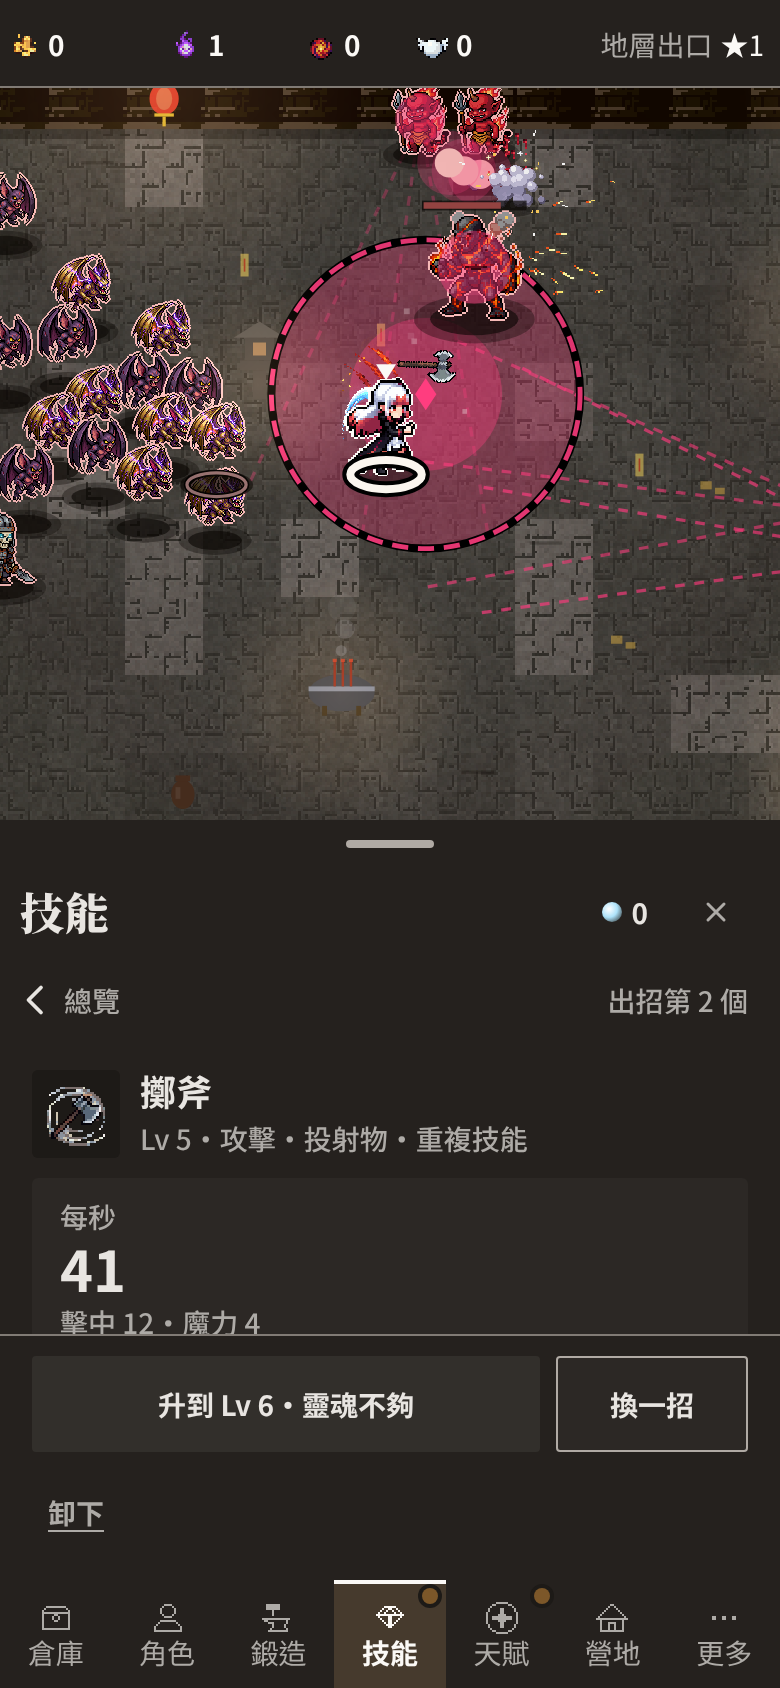 0 1 0 0 地層出口 ★1
技能 0 ×
總覽 出招第 2 個
擲斧
Lv 5・攻擊・投射物・重複技能
每秒
41
擊中 12・魔力 4
升到 Lv 6・靈魂不夠 換一招
卸下
倉庫 角色 鍛造 技能 天賦 營地 更多